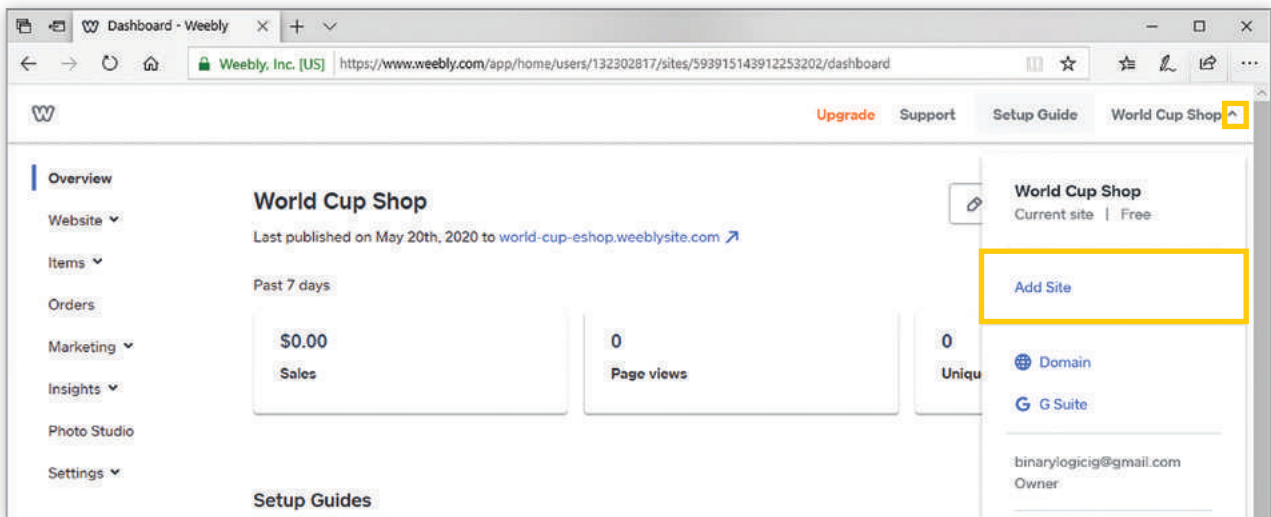 Dashboard - Weebly
Weebly, Inc. [US] https://www.weebly.com/app/home/users/132302817/sites/593915143912253202/dashboard
Upgrade Support Setup Guide World Cup Shop
Overview
Website
Items
Orders
Marketing
Insights
Photo Studio
Settings
World Cup Shop
Last published on May 20th, 2020 to world-cup-eshop.weeblysite.com
Past 7 days
$0.00
Sales
0
Page views
0
Uniqu
Setup Guides
World Cup Shop
Current site | Free
Add Site
Domain
G Suite
binarylogicig@gmail.com
Owner